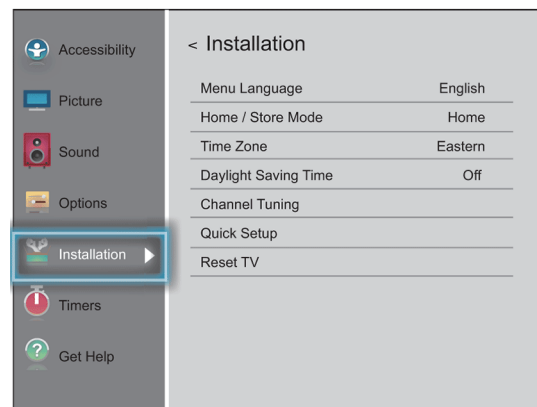 Accessibility
Picture
Sound
Options
Installation
Timers
Get Help
< Installation
Menu Language English
Home / Store Mode Home
Time Zone Eastern
Daylight Saving Time Off
Channel Tuning
Quick Setup
Reset TV